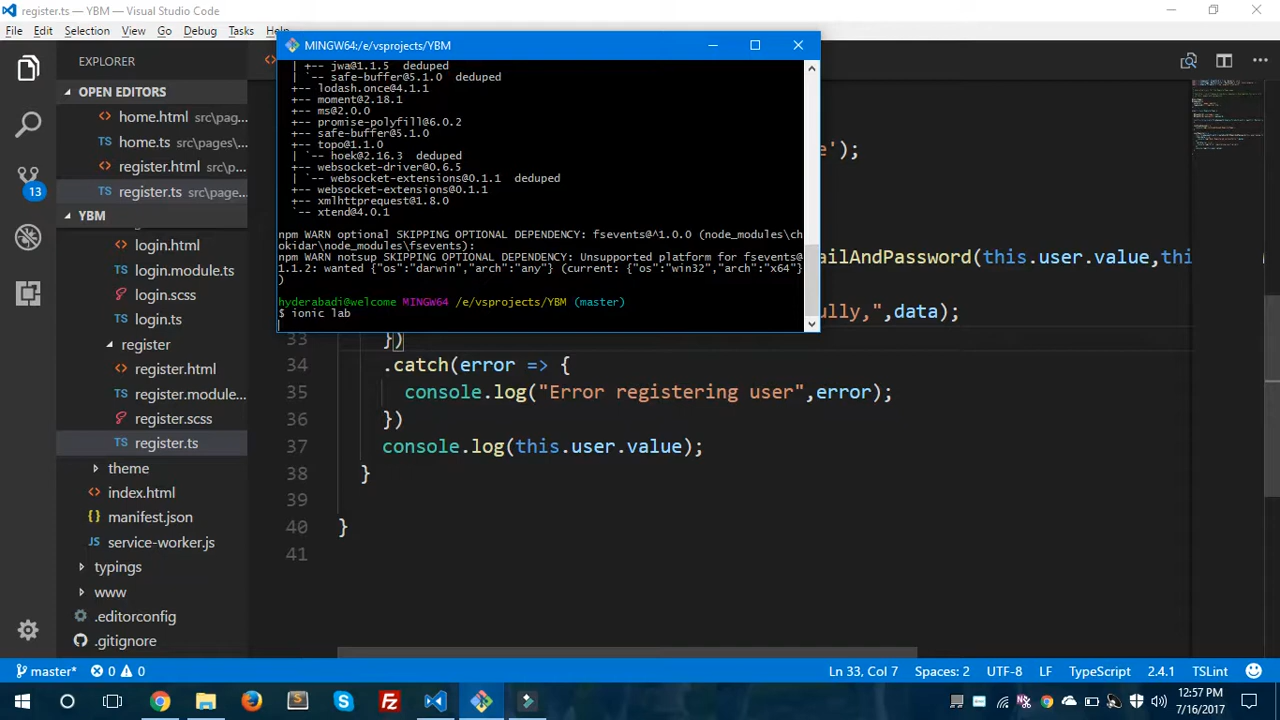 register.ts — YBM — Visual Studio Code
File Edit Selection View Go Debug Tasks
MINGW64:/e/vsprojects/YBM
| +-- jwa@1.1.5 deduped
| `-- safe-buffer@5.1.0 deduped
+-- lodash.once@4.1.1
+-- moment@2.18.1
+-- ms@2.0.0
+-- promise-polyfill@6.0.2
+-- safe-buffer@5.1.0
+-- topo@1.1.0
| `-- hoek@2.16.3 deduped
+-- websocket-driver@0.6.5
| `-- websocket-extensions@0.1.1 deduped
+-- websocket-extensions@0.1.1
+-- xmlhttprequest@1.8.0
`-- xtend@4.0.1
npm WARN optional SKIPPING OPTIONAL DEPENDENCY: fsevents@^1.0.0 (node_modules\ch
okidar\node_modules\fsevents):
npm WARN notsup SKIPPING OPTIONAL DEPENDENCY: Unsupported platform for fsevents@
1.1.2: wanted {"os":"darwin","arch":"any"} (current: {"os":"win32","arch":"x64"}
)
hyderabadi@welcome MINGW64 /e/vsprojects/YBM (master)
$ ionic lab
EXPLORER
OPEN EDITORS
home.html src\pag...
home.ts src\pages\...
register.html src\p...
TS register.ts src\page...
13
YBM
login.html
TS login.module.ts
login.scss
TS login.ts
register
register.html
TS register.module...
register.scss
TS register.ts
theme
index.html
manifest.json
JS service-worker.js
typings
www
.editorconfig
.gitignore
e');
ailAndPassword(this.user.value,thi
ully,",data);
33 })
34 .catch(error => {
35 console.log("Error registering user",error);
36 })
37 console.log(this.user.value);
38 }
39
40 }
41
master* 0 0 Ln 33, Col 7 Spaces: 2 UTF-8 LF TypeScript 2.4.1 TSLint
12:57 PM
7/16/2017